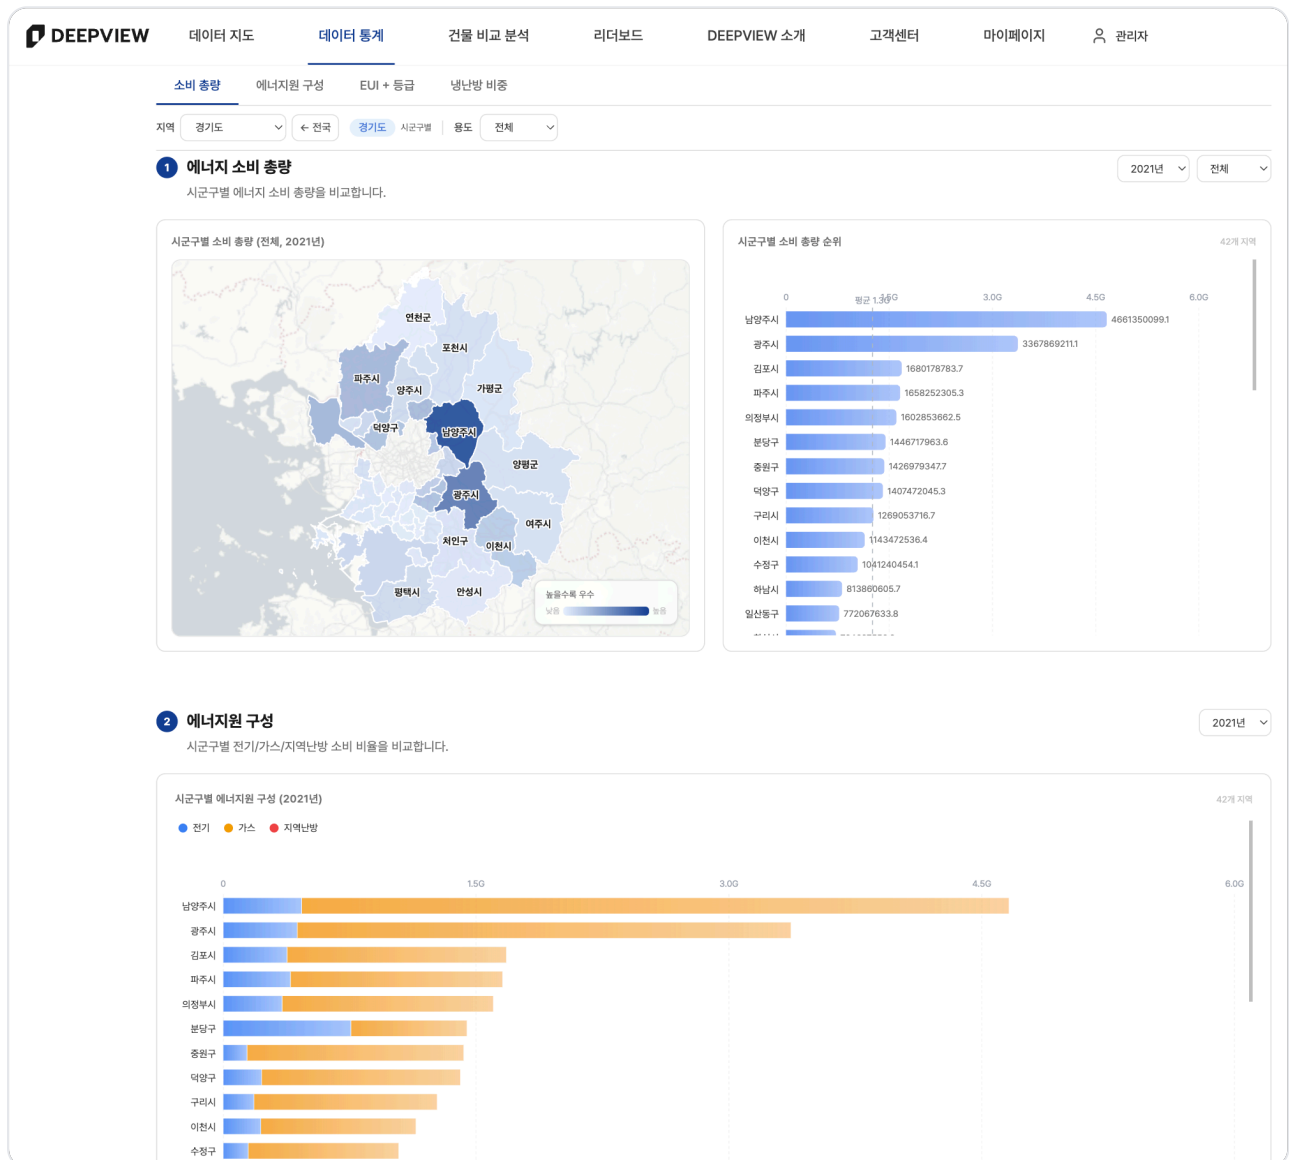 DEEPVIEW 데이터 지도 데이터 통계 건물 비교 분석 리더보드 DEEPVIEW 소개 고객센터 마이페이지 관리자
소비 총량 에너지원 구성 EUI + 등급 냉난방 비중
지역 경기도 ← 전국 경기도 시군구별 용도 전체
1 에너지 소비 총량
시군구별 에너지 소비 총량을 비교합니다.
2021년 전체
시군구별 소비 총량 (전체, 2021년)
연천군
포천시
파주시
양주시
가평군
덕양구
남양주시
양평군
광주시
여주시
처인구
이천시
평택시
안성시
높을수록 우수
낮음 높음
시군구별 소비 총량 순위
42개 지역
0 1.5G 3.0G 4.5G 6.0G
평균 1.3G
남양주시 4661350099.1
광주시 3367869211.1
김포시 1680178783.7
파주시 1658252305.3
의정부시 1602853662.5
분당구 1446717963.6
중원구 1426979347.7
덕양구 1407472045.3
구리시 1269053716.7
이천시 1143472536.4
수정구 1041240454.1
하남시 813860605.7
일산동구 772067633.8
2 에너지원 구성
시군구별 전기/가스/지역난방 소비 비율을 비교합니다.
2021년
시군구별 에너지원 구성 (2021년)
42개 지역
전기 가스 지역난방
0 1.5G 3.0G 4.5G 6.0G
남양주시
광주시
김포시
파주시
의정부시
분당구
중원구
덕양구
구리시
이천시
수정구